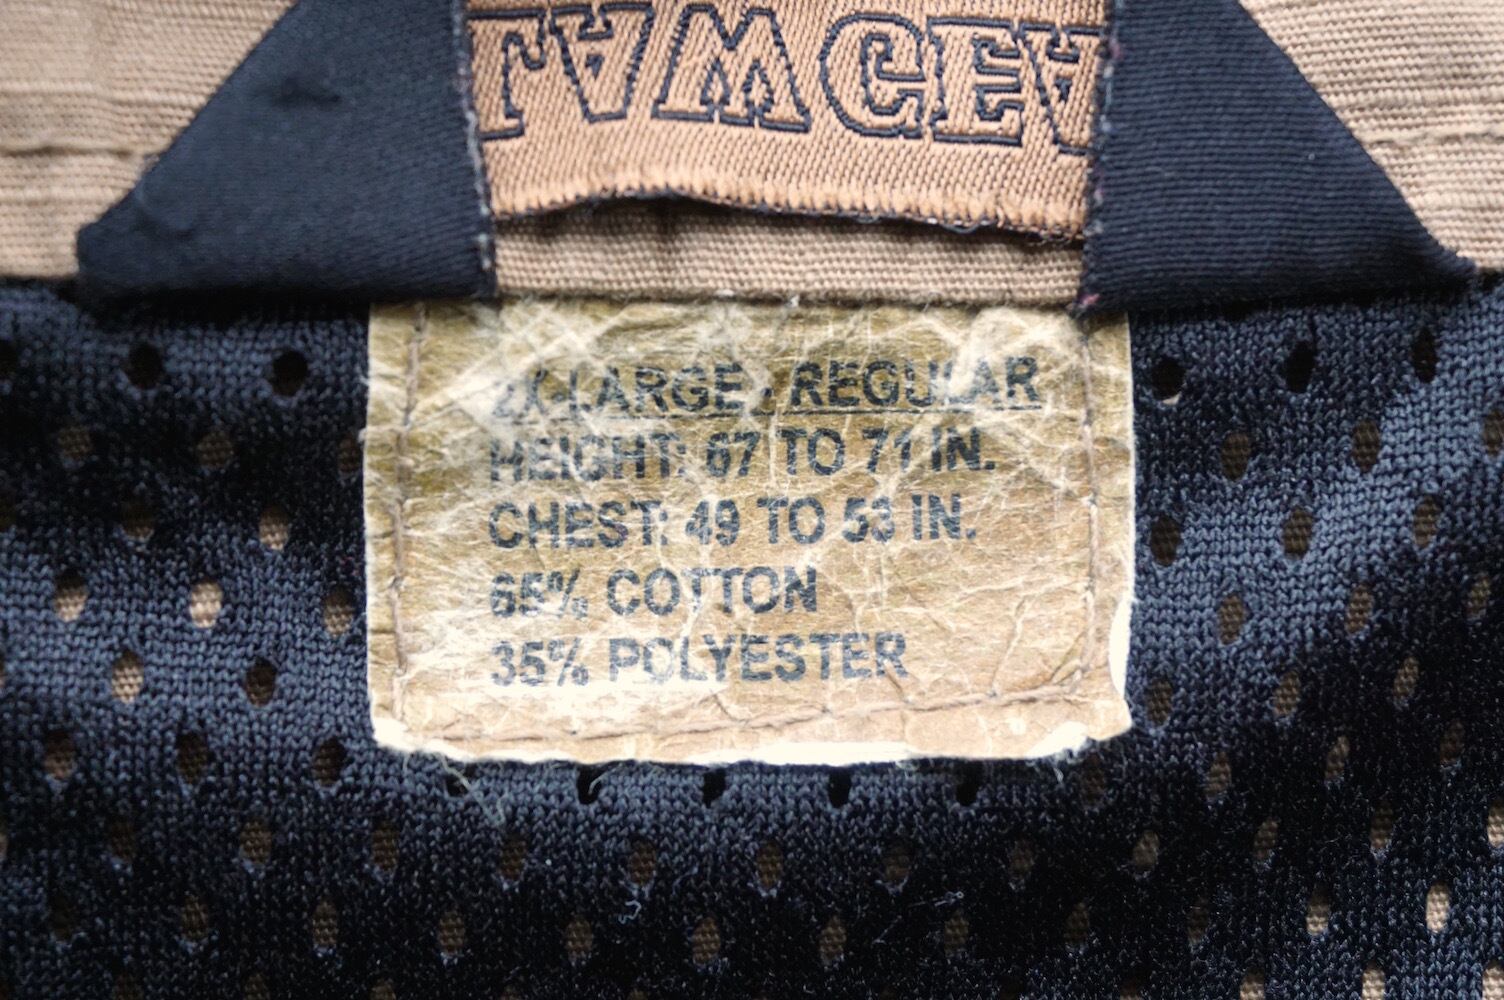 2X-LARGE - REGULAR
HEIGHT: 67 TO 71 IN.
CHEST: 49 TO 53 IN.
65% COTTON
35% POLYESTER